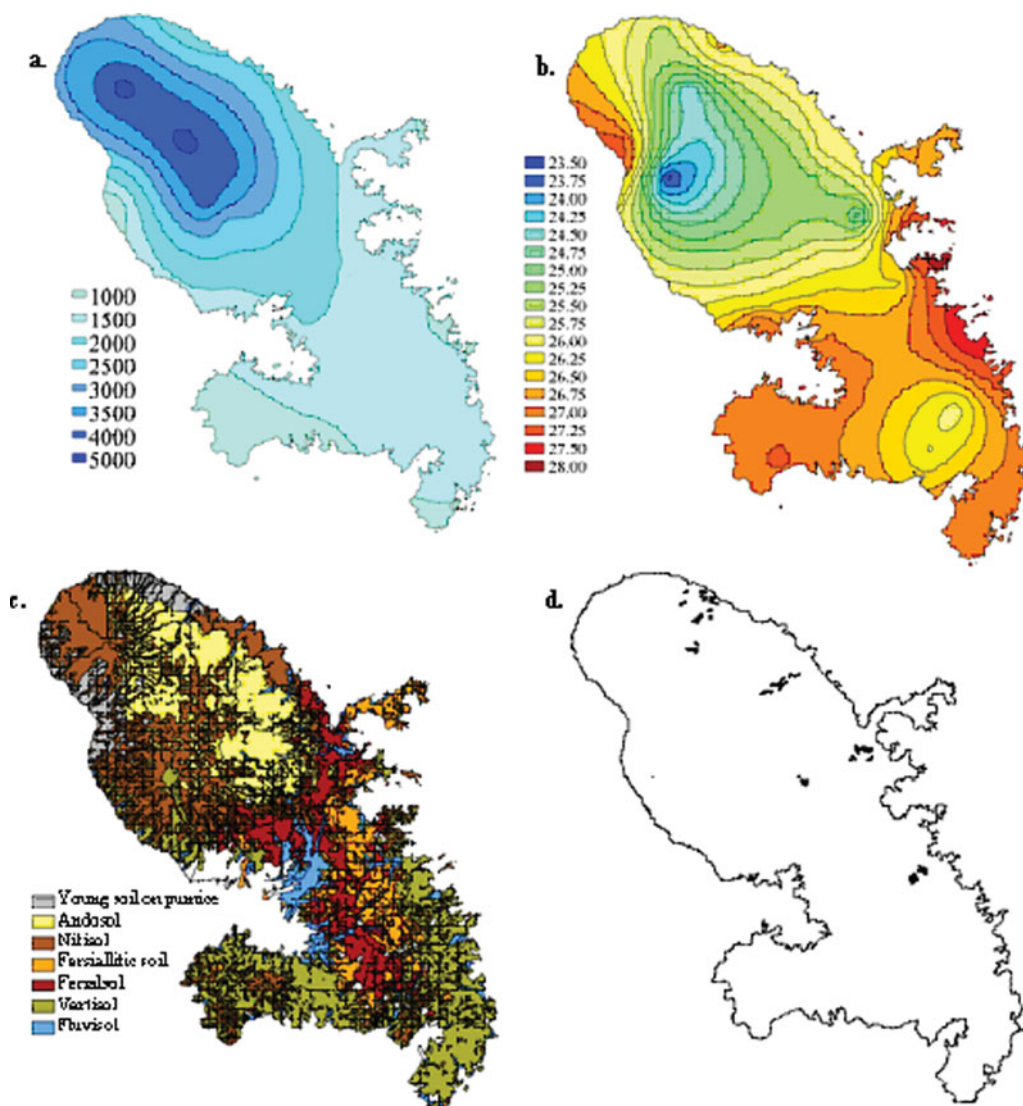 a.
1000
1500
2000
2500
3000
3500
4000
5000
b.
23.50
23.75
24.00
24.25
24.50
24.75
25.00
25.25
25.50
25.75
26.00
26.25
26.50
26.75
27.00
27.25
27.50
28.00
c.
Young soil on pumice
Andosol
Nitisol
Fersiallitic soil
Ferralsol
Vertisol
Fluvisol
d.